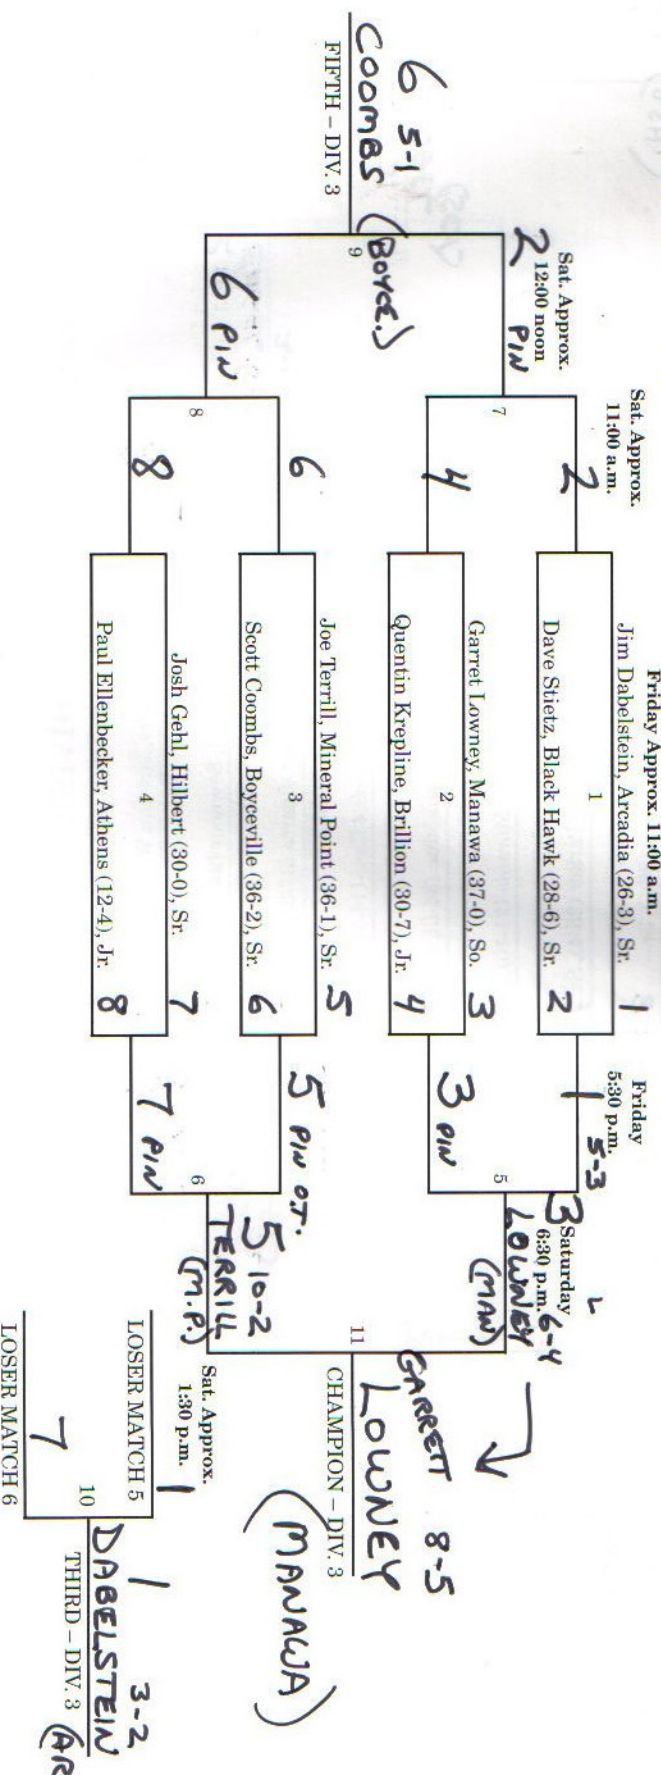 Sat. Approx.
12:00 noon
Sat. Approx.
11:00 a.m.
Friday Approx. 11:00 a.m.
Friday
5:30 p.m.
Saturday
6:30 p.m.
2 PIN
2
Jim Dabelstein, Arcadia (26-3), Sr. 1
1
Dave Stietz, Black Hawk (28-6), Sr. 2
1 5-3
7
4
Garret Lowney, Manawa (37-0), So. 3
2
Quentin Krepline, Brillion (30-7), Jr. 4
3 PIN
5
3 6-4
LOWNEY
(MAN)
6 5-1
COOMBS (BOYCE.)
FIFTH – DIV. 3
9
11
GARRETT 8-5
LOWNEY
CHAMPION – DIV. 3
(MANAWA)
6
Joe Terrill, Mineral Point (36-1), Sr. 5
3
Scott Coombs, Boyceville (36-2), Sr. 6
5 PIN O.T.
6 PIN
8
6
5 10-2
TERRILL
(M.P.)
8
Josh Gehl, Hilbert (30-0), Sr. 7
4
Paul Ellenbecker, Athens (12-4), Jr. 8
7 PIN
Sat. Approx.
1:30 p.m.
1
LOSER MATCH 5
10
7
LOSER MATCH 6
1 3-2
DABELSTEIN (AR
THIRD – DIV. 3